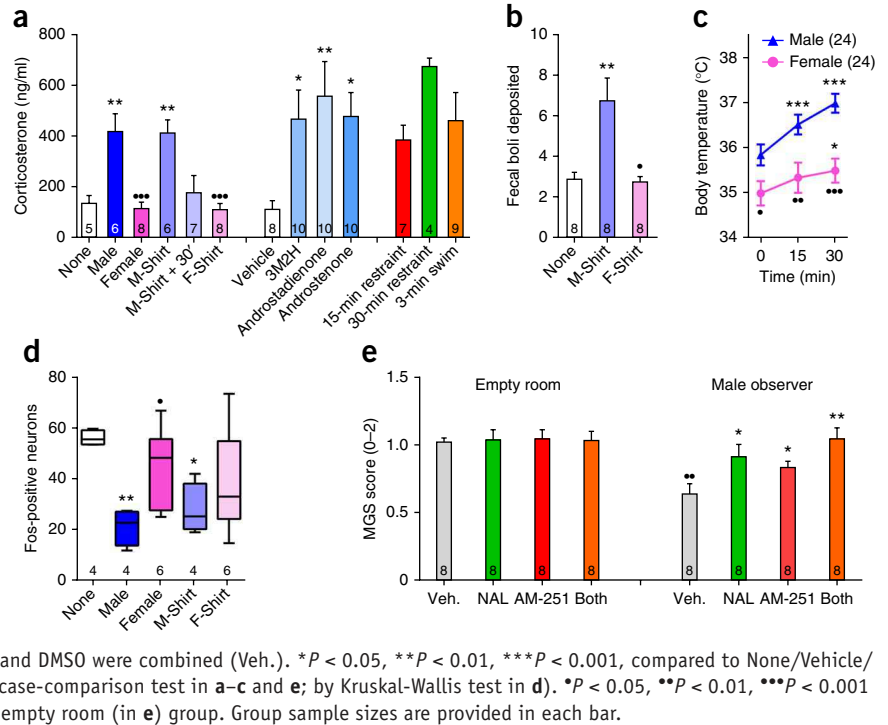 a
Corticosterone (ng/ml)
800
600
400
200
0
** ** * ** *
••• •••
5 6 8 6 7 8 8 10 10 10 7 4 9
None Male Female M-Shirt M-Shirt + 30′ F-Shirt Vehicle 3M2H Androstadienone Androstenone 15-min restraint 30-min restraint 3-min swim
b
Fecal boli deposited
10
8
6
4
2
0
**
•
8 8 8
None M-Shirt F-Shirt
c
Body temperature (°C)
Male (24)
Female (24)
38
37
36
35
34
*** ***
*
• •• •••
0 15 30
Time (min)
d
Fos-positive neurons
80
60
40
20
0
** • *
4 4 6 4 6
None Male Female M-Shirt F-Shirt
e
MGS score (0–2)
1.5
1.0
0.5
0
Empty room Male observer
•• * * **
8 8 8 8 8 8 8 8
Veh. NAL AM-251 Both Veh. NAL AM-251 Both
and DMSO were combined (Veh.). *P < 0.05, **P < 0.01, ***P < 0.001, compared to None/Vehicle/
case-comparison test in a–c and e; by Kruskal-Wallis test in d). •P < 0.05, ••P < 0.01, •••P < 0.001
empty room (in e) group. Group sample sizes are provided in each bar.